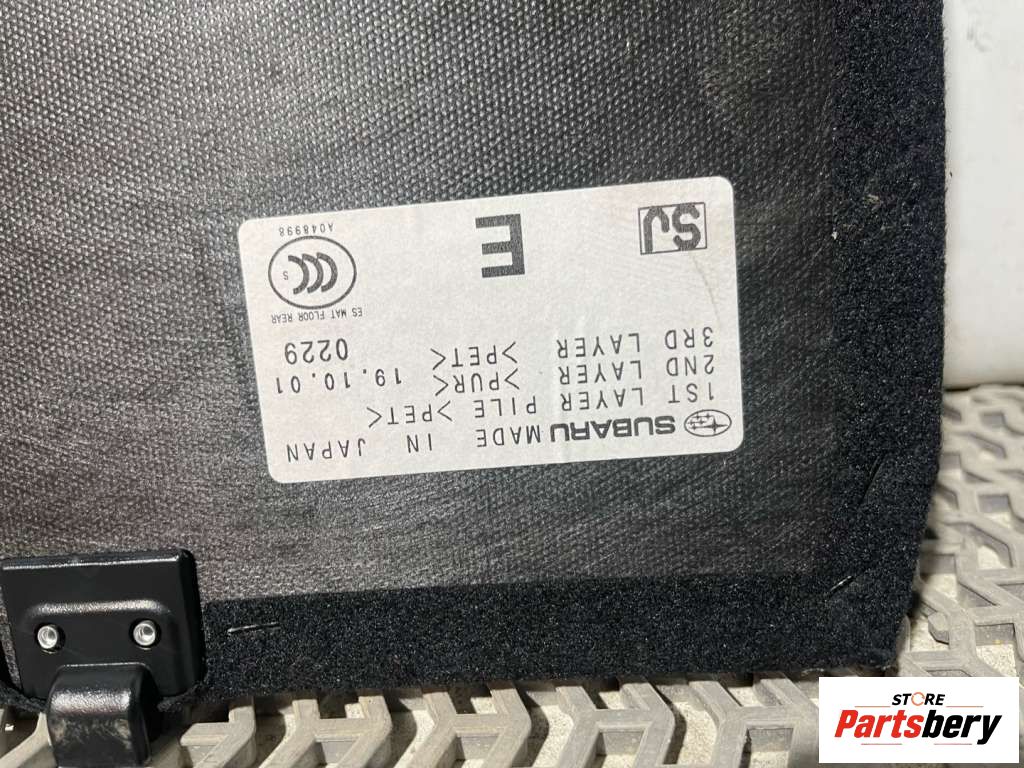 SUBARU MADE IN JAPAN
1ST LAYER PILE >PET<
2ND LAYER >PUR< 19.10.01
3RD LAYER >PET< 0229
ES MAT FLOOR REAR
CCC S
A048998
E
SJ
STORE
Partsbery